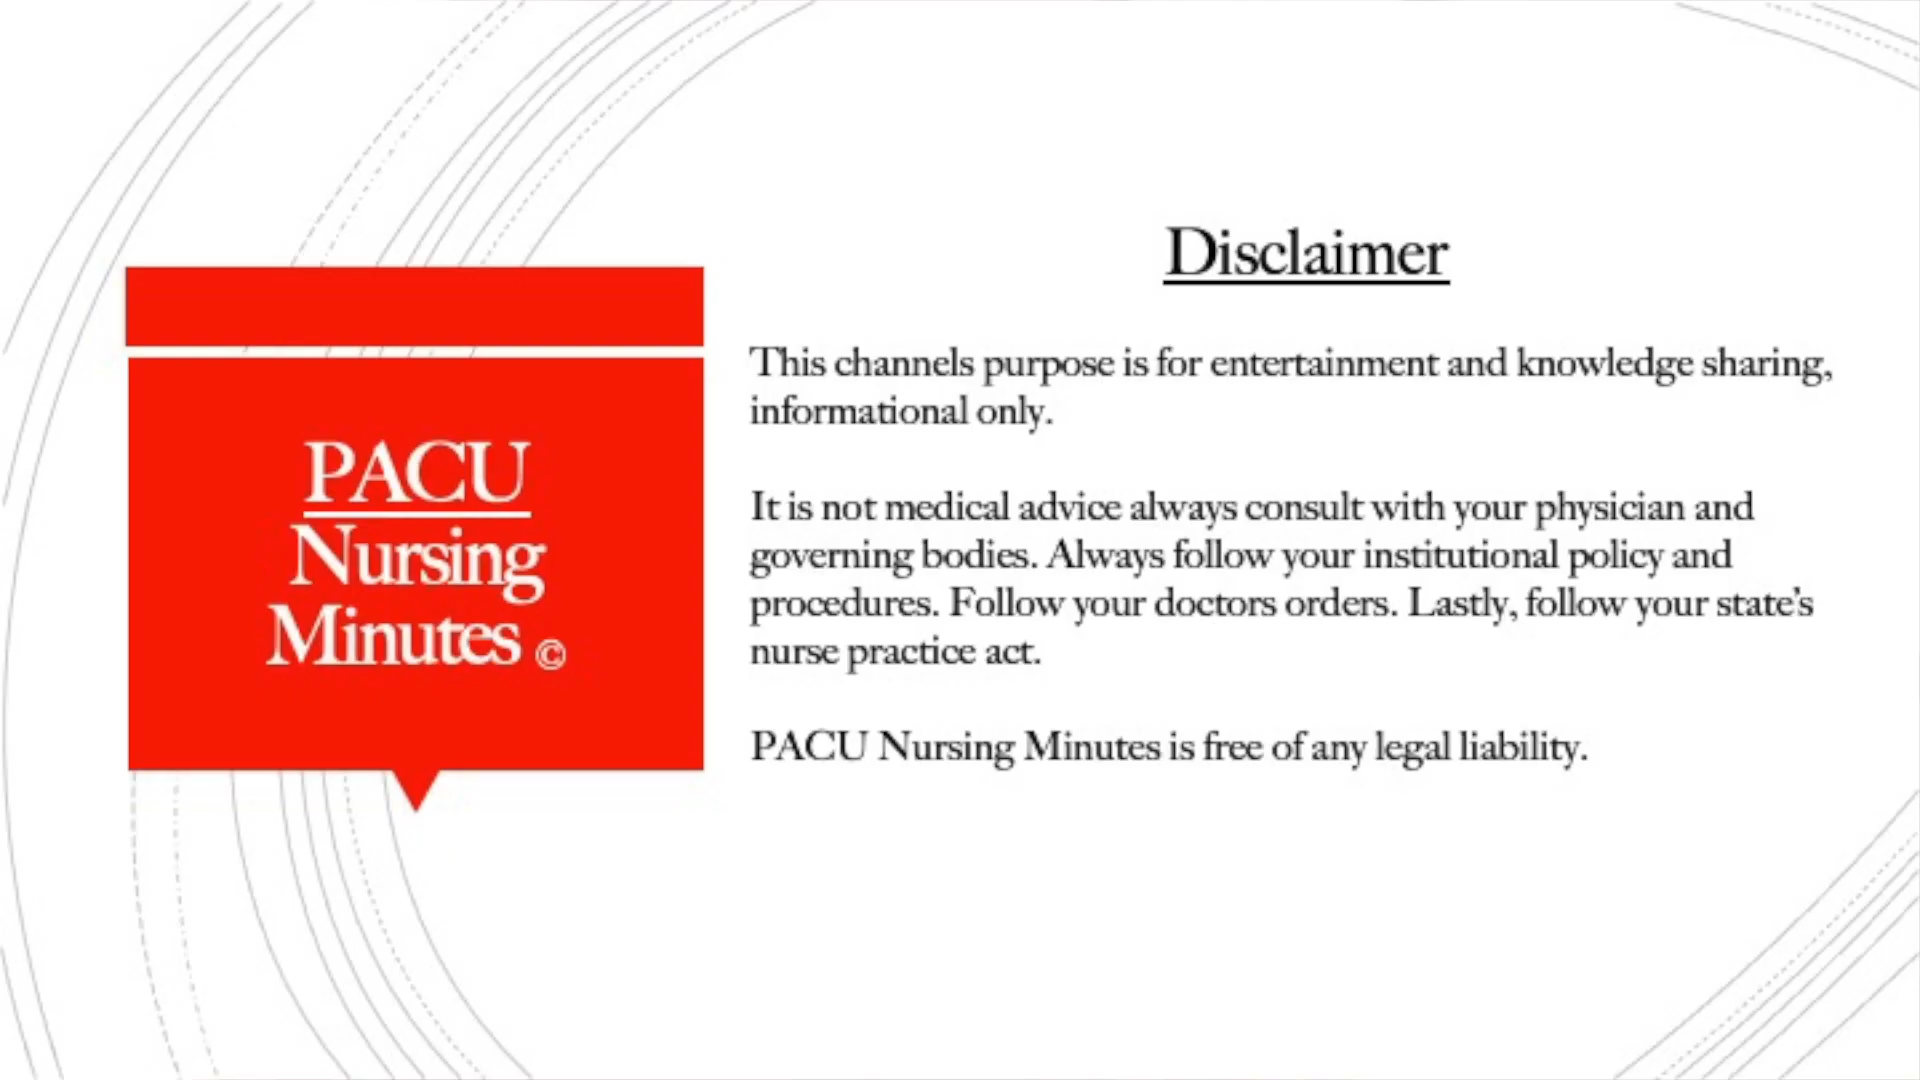 PACU
Nursing
Minutes ©
Disclaimer
This channels purpose is for entertainment and knowledge sharing,
informational only.
It is not medical advice always consult with your physician and
governing bodies. Always follow your institutional policy and
procedures. Follow your doctors orders. Lastly, follow your state’s
nurse practice act.
PACU Nursing Minutes is free of any legal liability.